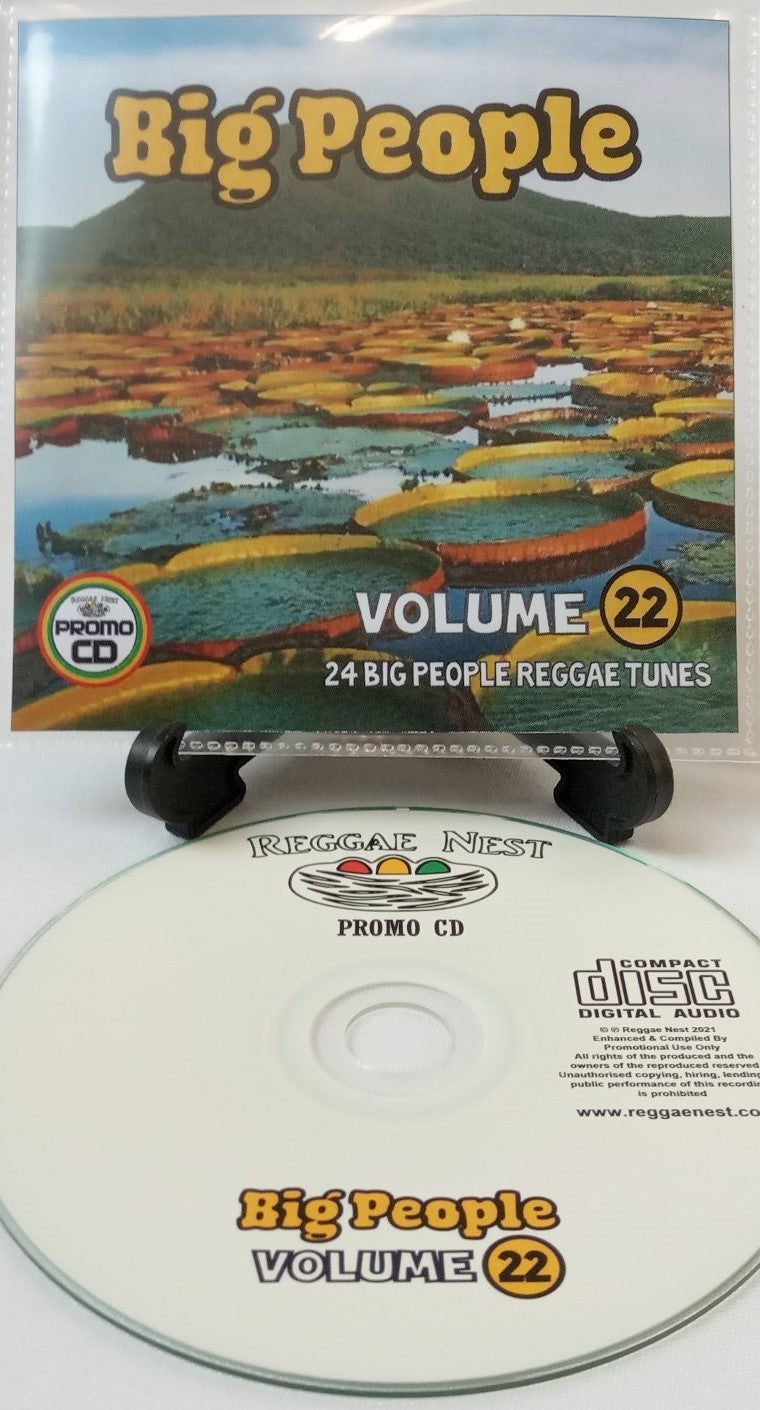 Big People
REGGAE NEST
PROMO
CD
VOLUME 22
24 BIG PEOPLE REGGAE TUNES
REGGAE NEST
PROMO CD
COMPACT
disc
DIGITAL AUDIO
© ℗ Reggae Nest 2021
Enhanced & Compiled By
Promotional Use Only
All rights of the produced and the
owners of the reproduced reserved
Unauthorised copying, hiring, lending
public performance of this recordin
is prohibited
www.reggaenest.co
Big People
VOLUME 22